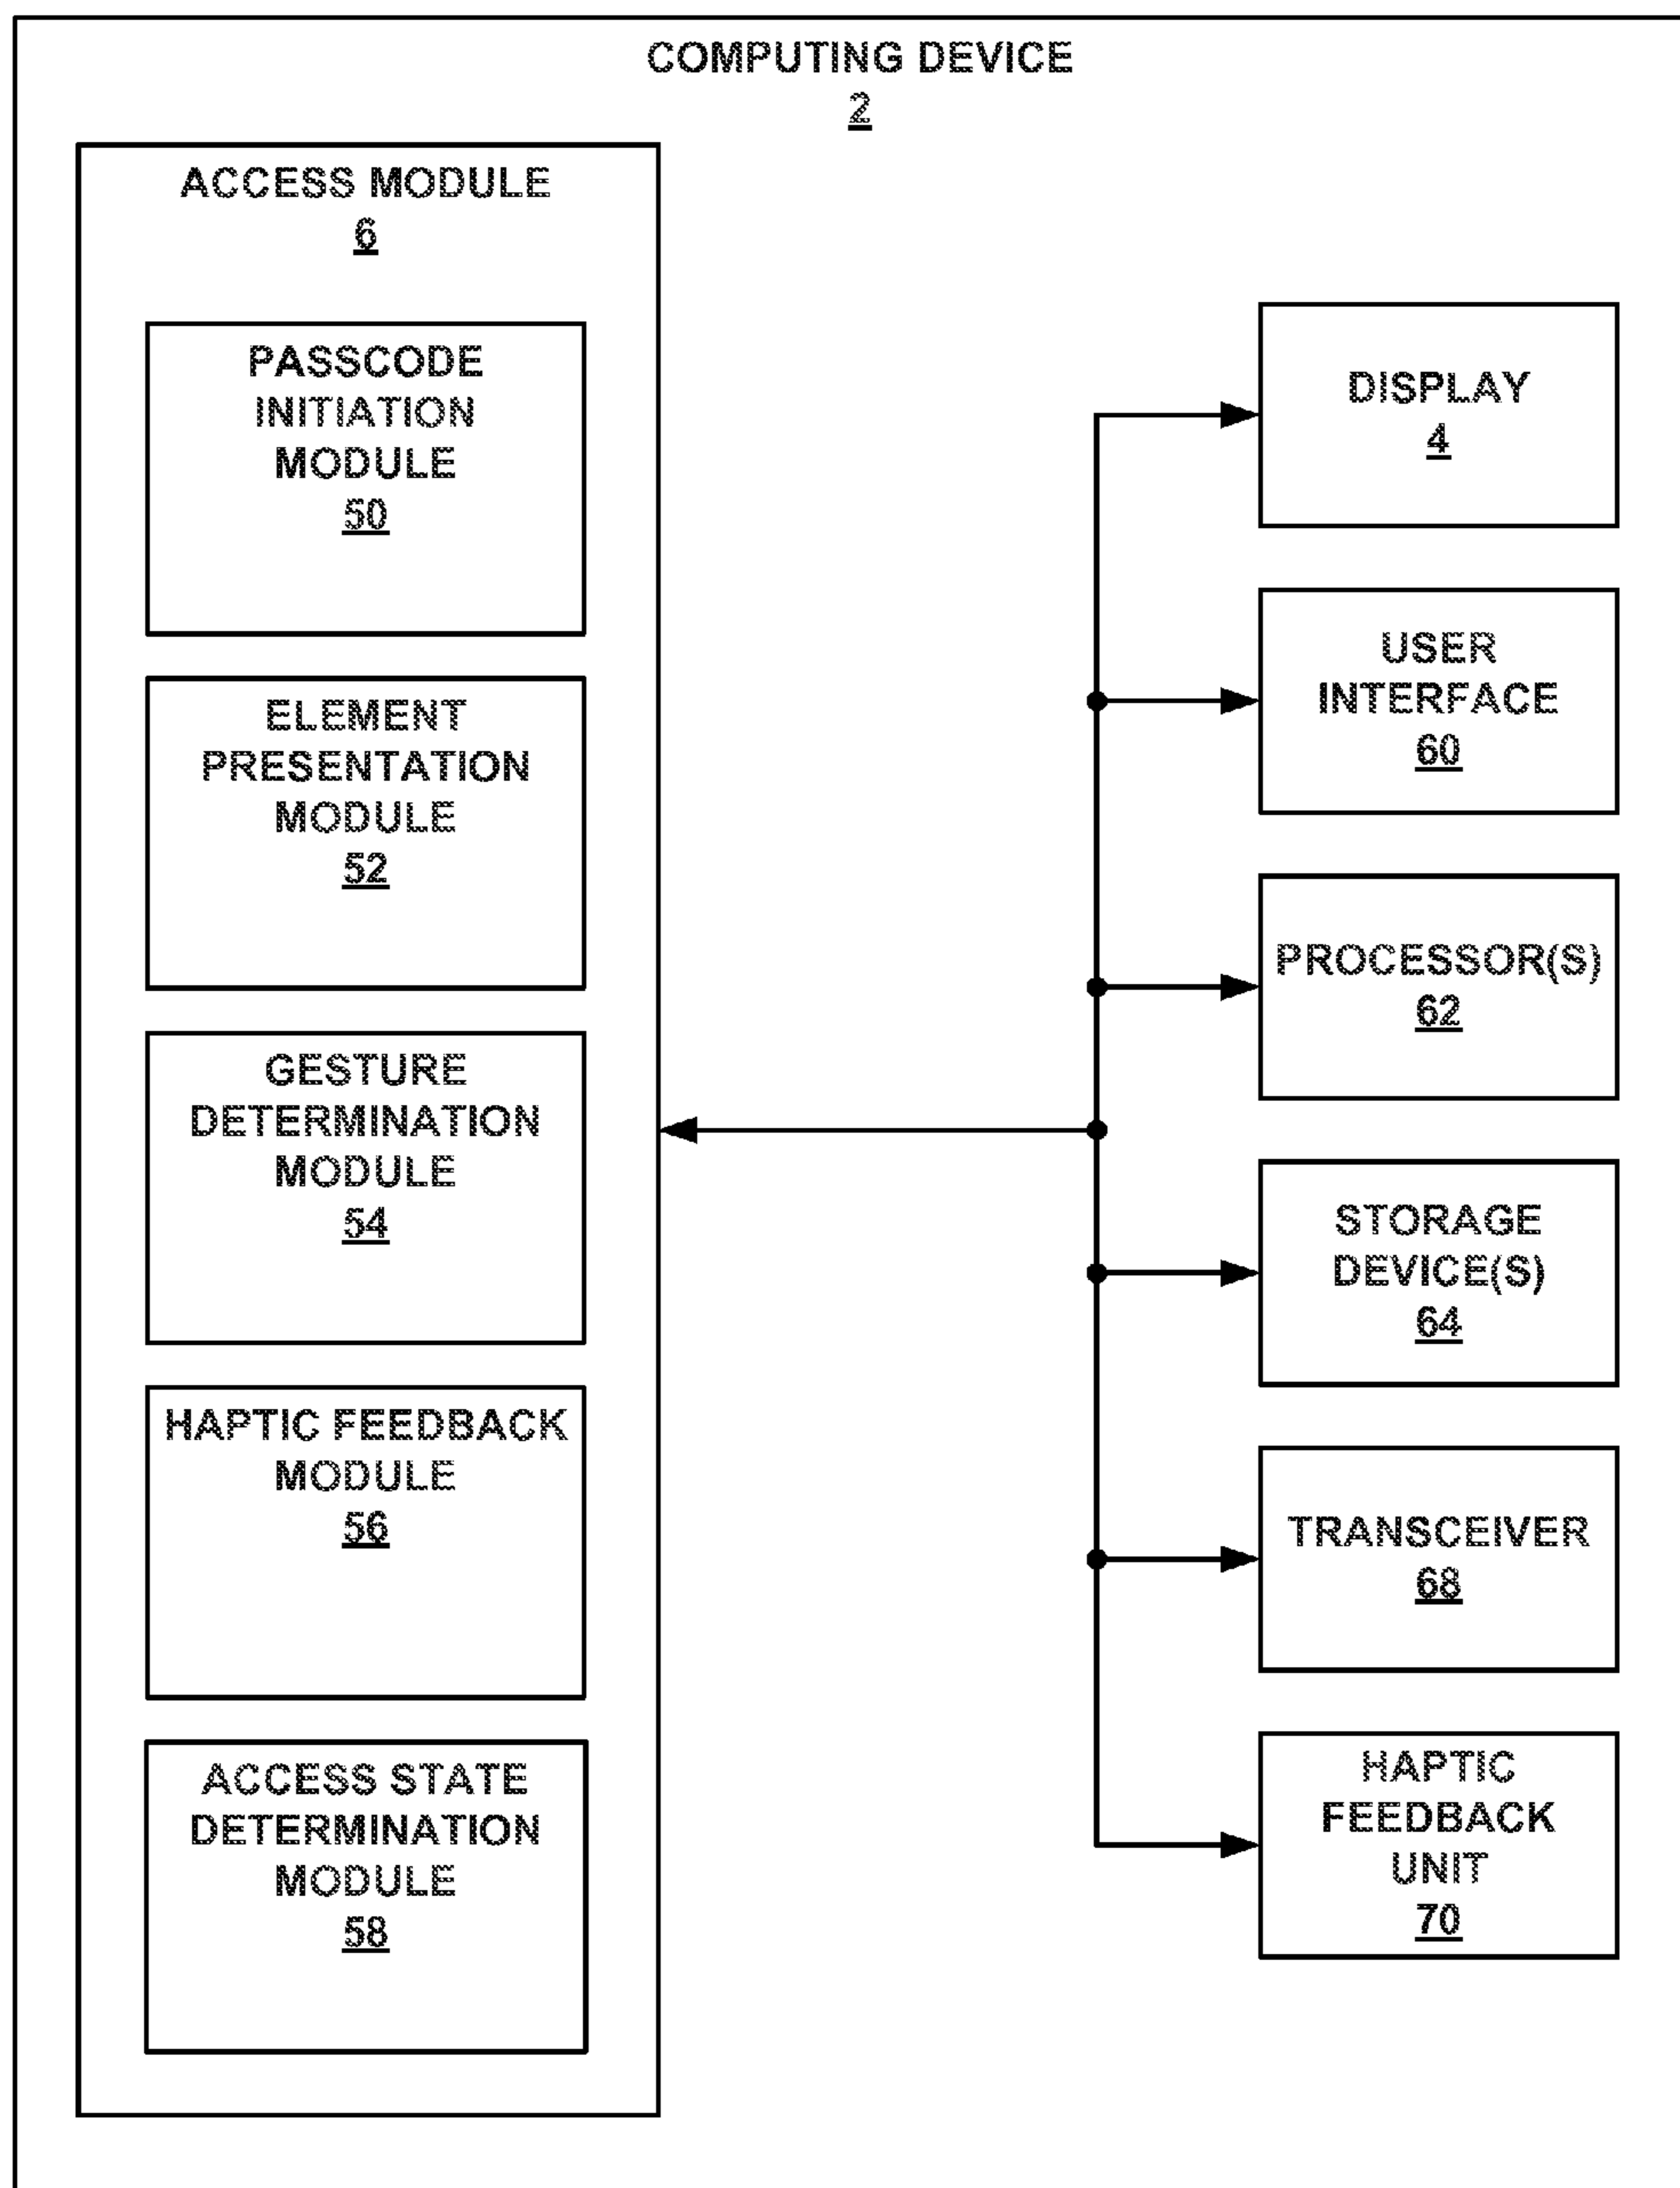 COMPUTING DEVICE
2
ACCESS MODULE
6
PASSCODE
INITIATION
MODULE
50
ELEMENT
PRESENTATION
MODULE
52
GESTURE
DETERMINATION
MODULE
54
HAPTIC FEEDBACK
MODULE
56
ACCESS STATE
DETERMINATION
MODULE
58
DISPLAY
4
USER
INTERFACE
60
PROCESSOR(S)
62
STORAGE
DEVICE(S)
64
TRANSCEIVER
68
HAPTIC
FEEDBACK
UNIT
70